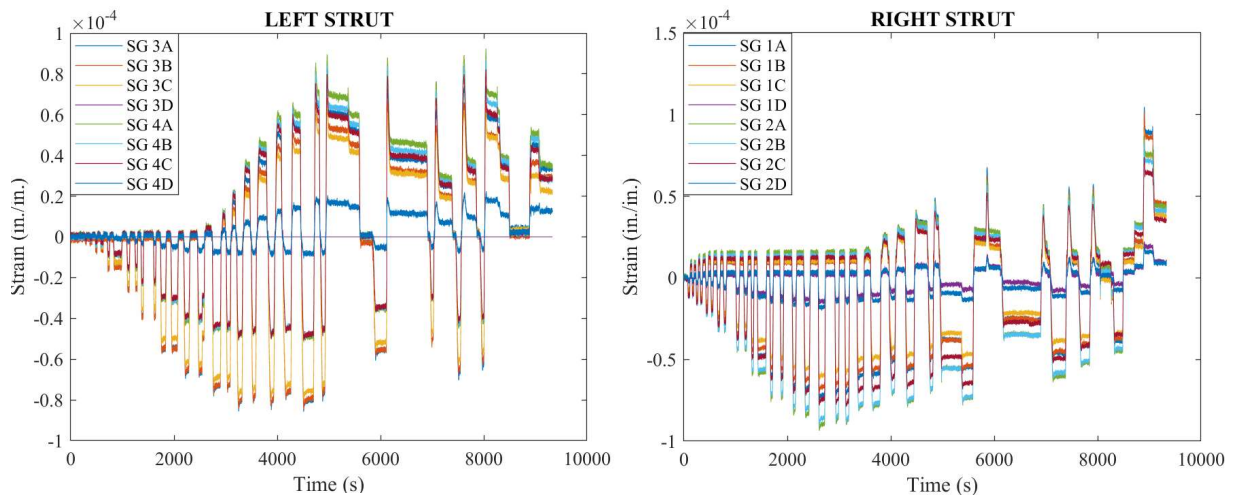 LEFT STRUT
×10⁻⁴
1
0.8
0.6
0.4
0.2
0
-0.2
-0.4
-0.6
-0.8
-1
Strain (in./in.)
SG 3A
SG 3B
SG 3C
SG 3D
SG 4A
SG 4B
SG 4C
SG 4D
0 2000 4000 6000 8000 10000
Time (s)
RIGHT STRUT
×10⁻⁴
1.5
1
0.5
0
-0.5
-1
Strain (in./in.)
SG 1A
SG 1B
SG 1C
SG 1D
SG 2A
SG 2B
SG 2C
SG 2D
0 2000 4000 6000 8000 10000
Time (s)